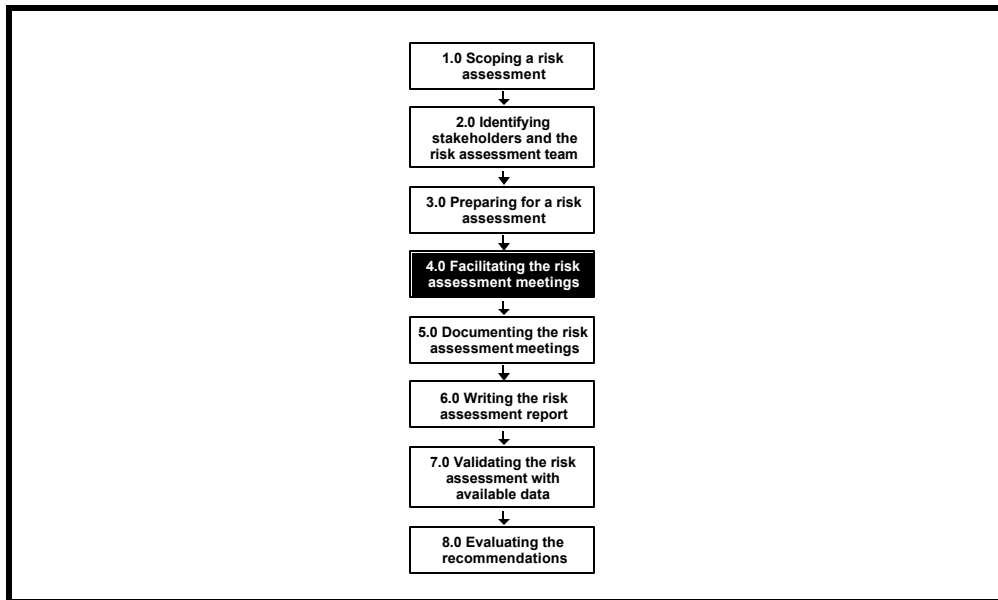 1.0 Scoping a risk
assessment
2.0 Identifying
stakeholders and the
risk assessment team
3.0 Preparing for a risk
assessment
4.0 Facilitating the risk
assessment meetings
5.0 Documenting the risk
assessment meetings
6.0 Writing the risk
assessment report
7.0 Validating the risk
assessment with
available data
8.0 Evaluating the
recommendations